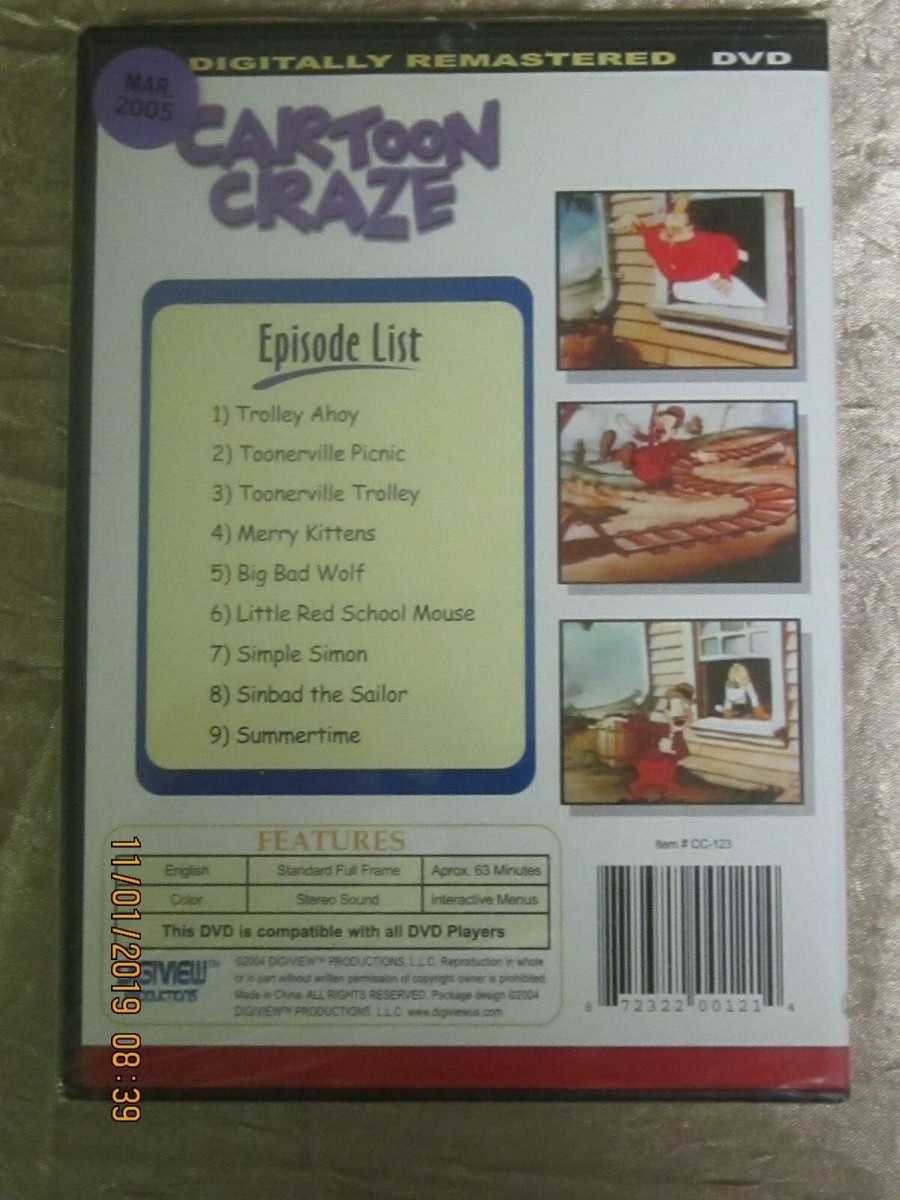 DIGITALLY REMASTERED DVD
MAR.
2005
CARTOON
CRAZE
Episode List
1) Trolley Ahoy
2) Toonerville Picnic
3) Toonerville Trolley
4) Merry Kittens
5) Big Bad Wolf
6) Little Red School Mouse
7) Simple Simon
8) Sinbad the Sailor
9) Summertime
FEATURES
English Standard Full Frame Aprox. 63 Minutes
Color Stereo Sound Interactive Menus
This DVD is compatible with all DVD Players
DIGIVIEW™
PRODUCTIONS
©2004 DIGIVIEW™ PRODUCTIONS, L.L.C. Reproduction in whole
or in part without written permission of copyright owner is prohibited.
Made in China. ALL RIGHTS RESERVED. Package design ©2004
DIGIVIEW™ PRODUCTIONS, L.L.C. www.digiviewus.com
Item # CC-123
8 72322 00121 4
11/01/2019 08:39